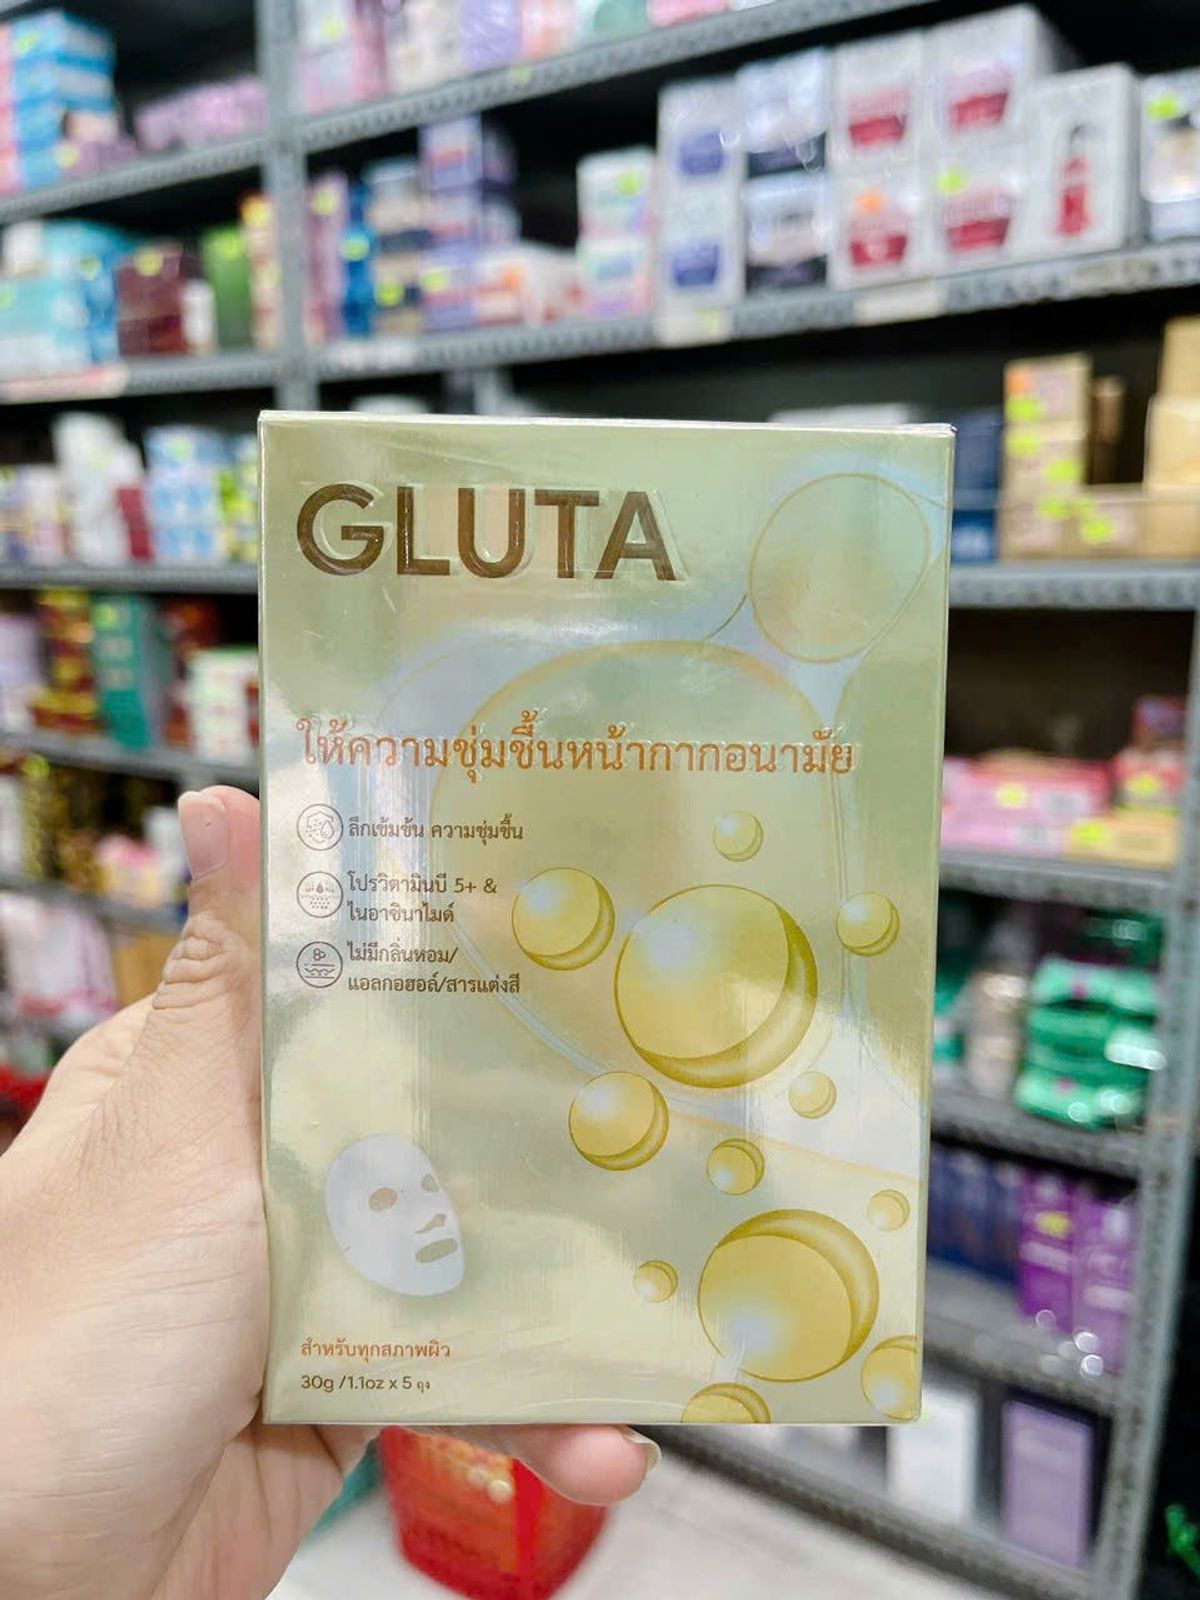 GLUTA
ให้ความชุ่มชื้นหน้ากากอนามัย
ลึกเข้มข้น ความชุ่มชื้น
โปรวิตามินบี 5+ &
ไนอาซินาไมด์
ไม่มีกลิ่นหอม/
แอลกอฮอล์/สารแต่งสี
สำหรับทุกสภาพผิว
30g /1.1oz x 5 ถุง